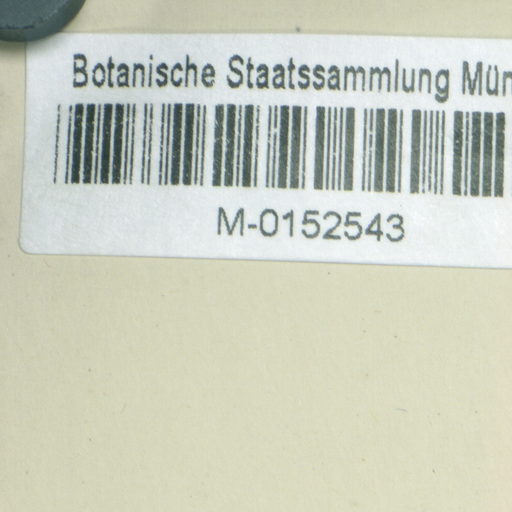 Botanische Staatssammlung Mün
M-0152543